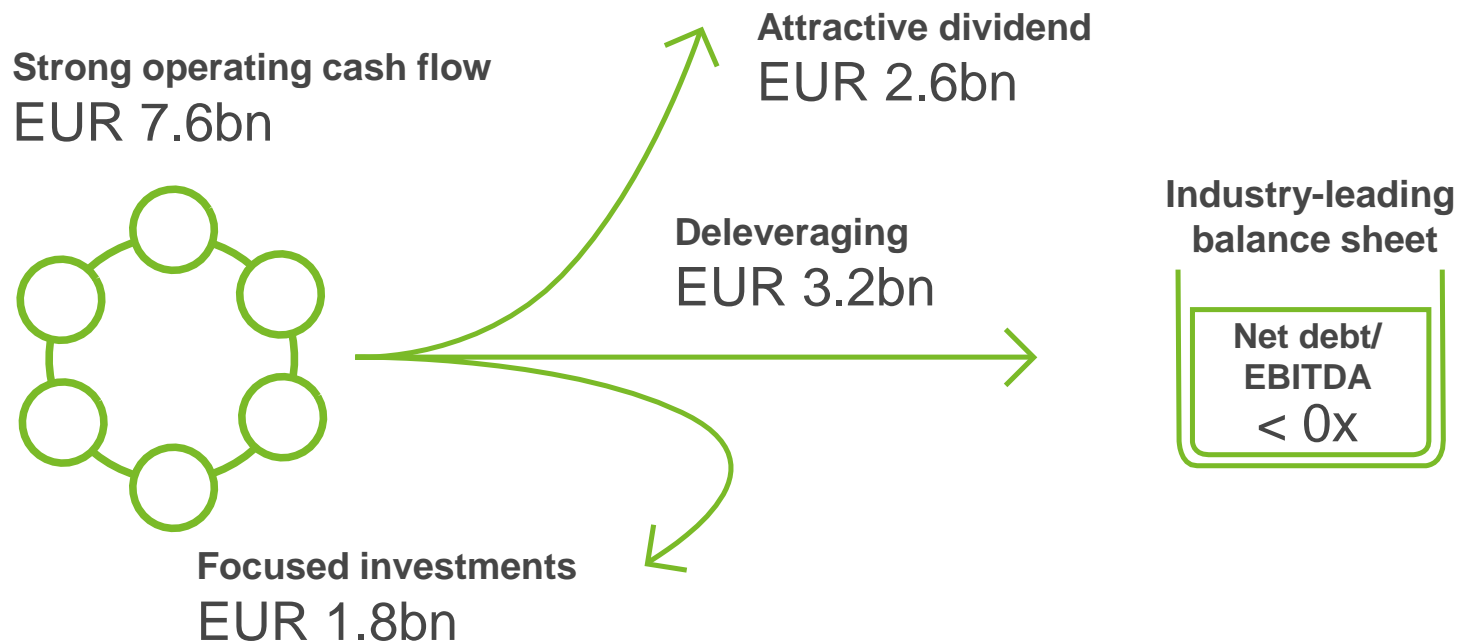 Strong operating cash flow
EUR 7.6bn
Attractive dividend
EUR 2.6bn
Deleveraging
EUR 3.2bn
Focused investments
EUR 1.8bn
Industry-leading
balance sheet
Net debt/
EBITDA
< 0x